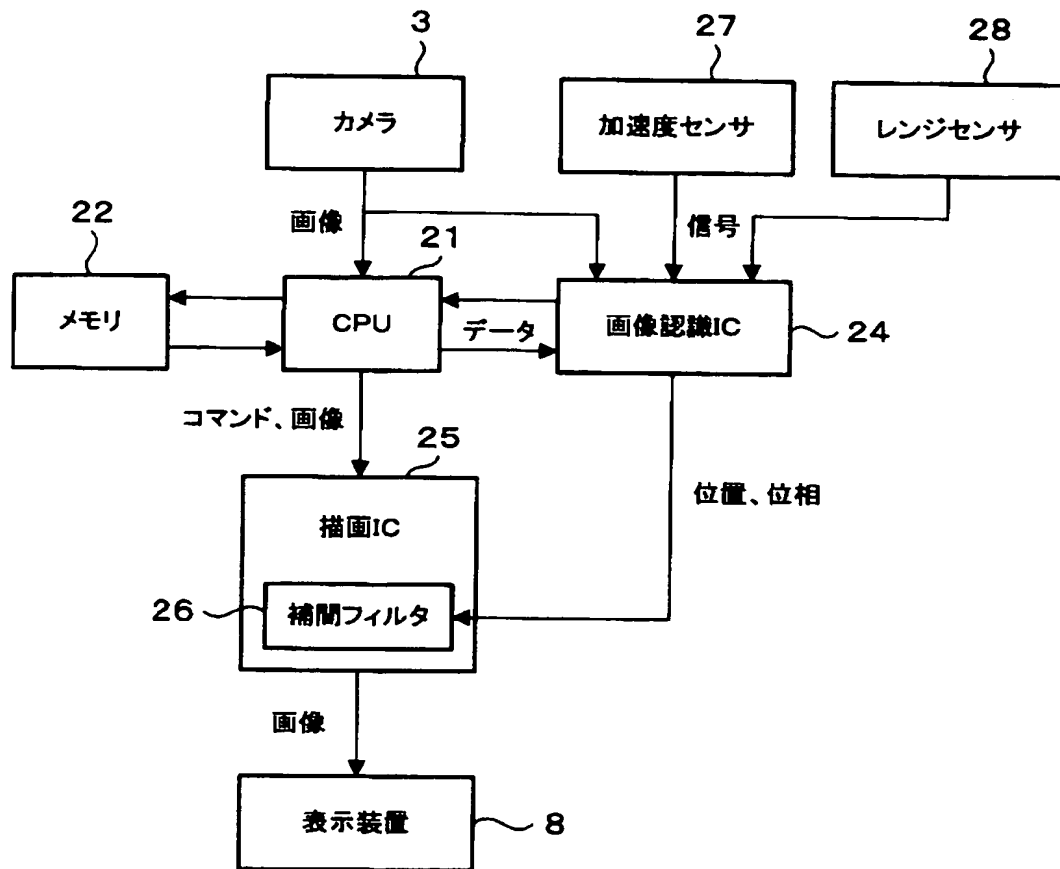 3
27
28
カメラ
加速度センサ
レンジセンサ
画像
信号
22
21
メモリ
CPU
データ
画像認識IC
24
コマンド、画像
25
位置、位相
描画IC
26
補間フィルタ
画像
表示装置
8